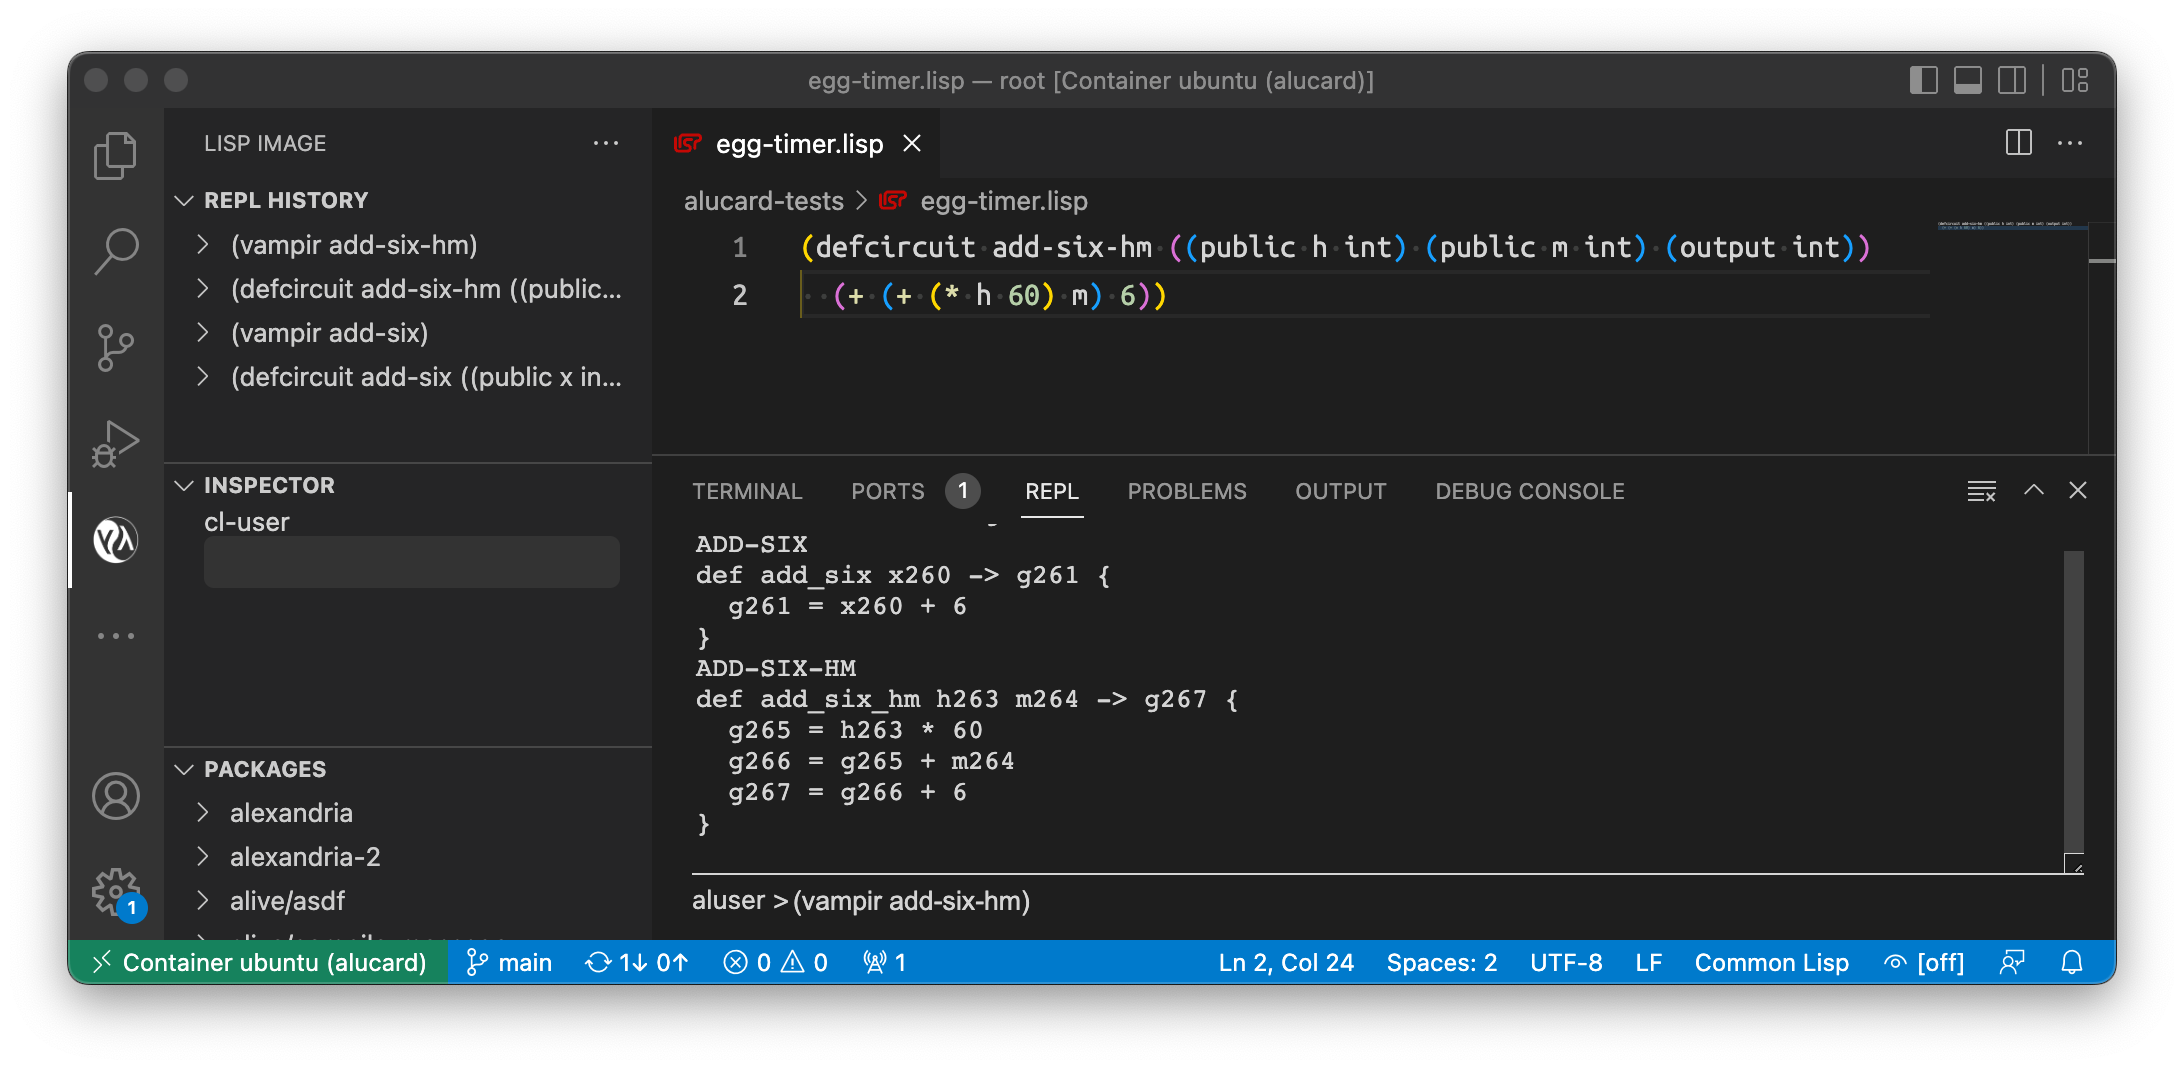 egg-timer.lisp — root [Container ubuntu (alucard)]
LISP IMAGE
REPL HISTORY
(vampir add-six-hm)
(defcircuit add-six-hm ((public...
(vampir add-six)
(defcircuit add-six ((public x in...
INSPECTOR
cl-user
PACKAGES
alexandria
alexandria-2
alive/asdf
egg-timer.lisp
alucard-tests > egg-timer.lisp
1 (defcircuit add-six-hm ((public h int) (public m int) (output int))
2 (+ (+ (* h 60) m) 6))
TERMINAL PORTS 1 REPL PROBLEMS OUTPUT DEBUG CONSOLE
ADD-SIX
def add_six x260 -> g261 {
g261 = x260 + 6
}
ADD-SIX-HM
def add_six_hm h263 m264 -> g267 {
g265 = h263 * 60
g266 = g265 + m264
g267 = g266 + 6
}
aluser >(vampir add-six-hm)
1
Container ubuntu (alucard) main 1↓ 0↑ 0 0 1 Ln 2, Col 24 Spaces: 2 UTF-8 LF Common Lisp [off]